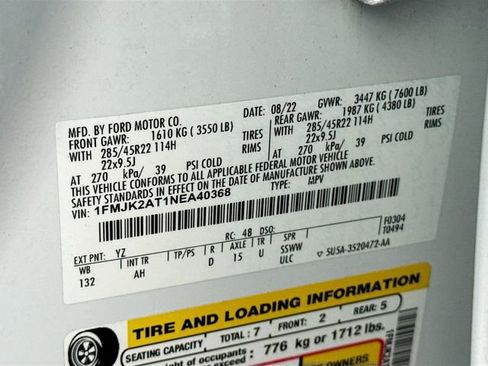 MFD. BY FORD MOTOR CO.
DATE: 08/22 GVWR: 3447 KG ( 7600 LB)
FRONT GAWR: 1610 KG ( 3550 LB) REAR GAWR: 1987 KG ( 4380 LB)
WITH TIRES WITH TIRES
285/45R22 114H RIMS 285/45R22 114H RIMS
22x9.5J 22x9.5J
AT 270 kPa/ 39 PSI COLD AT 270 kPa/ 39 PSI COLD
THIS VEHICLE CONFORMS TO ALL APPLICABLE FEDERAL MOTOR VEHICLE
SAFETY STANDARDS IN EFFECT ON THE DATE OF MANUFACTURE SHOWN ABOVE.
VIN: 1FMJK2AT1NEA40368 TYPE: MPV
F0304
T0494
EXT PNT: YZ RC: 48 DSO:
WB INT TR TP/PS R AXLE TR SPR
132 AH D 15 U SSWW
ULC
5U5A-3520472-AA
TIRE AND LOADING INFORMATION
SEATING CAPACITY TOTAL: 7 FRONT: 2 REAR: 5
weight of occupants 776 kg or 1712 lbs.
OWNERS